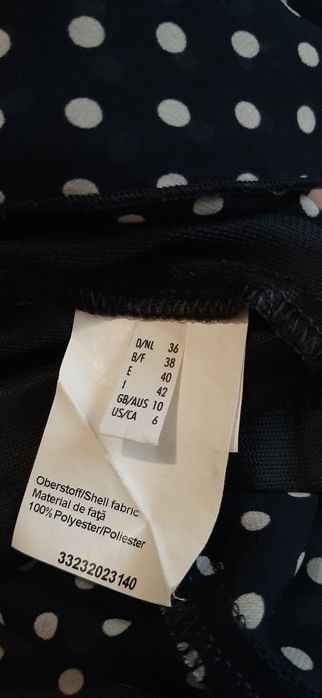 D/NL 36
B/F 38
E 40
I 42
GB/AUS 10
US/CA 6
Oberstoff/Shell fabric
Material de față
100% Polyester/Poliester
33232023140